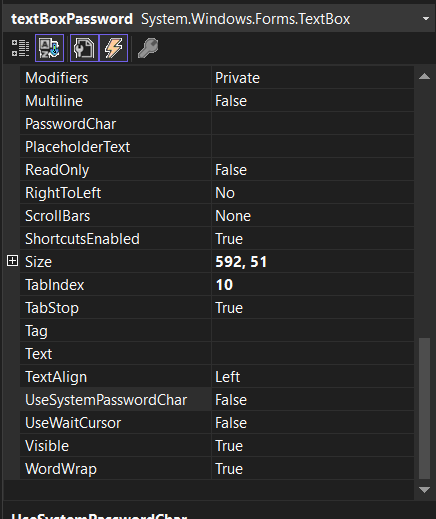 textBoxPassword System.Windows.Forms.TextBox
Modifiers Private
Multiline False
PasswordChar
PlaceholderText
ReadOnly False
RightToLeft No
ScrollBars None
ShortcutsEnabled True
Size 592, 51
TabIndex 10
TabStop True
Tag
Text
TextAlign Left
UseSystemPasswordChar False
UseWaitCursor False
Visible True
WordWrap True
UseSystemPasswordChar